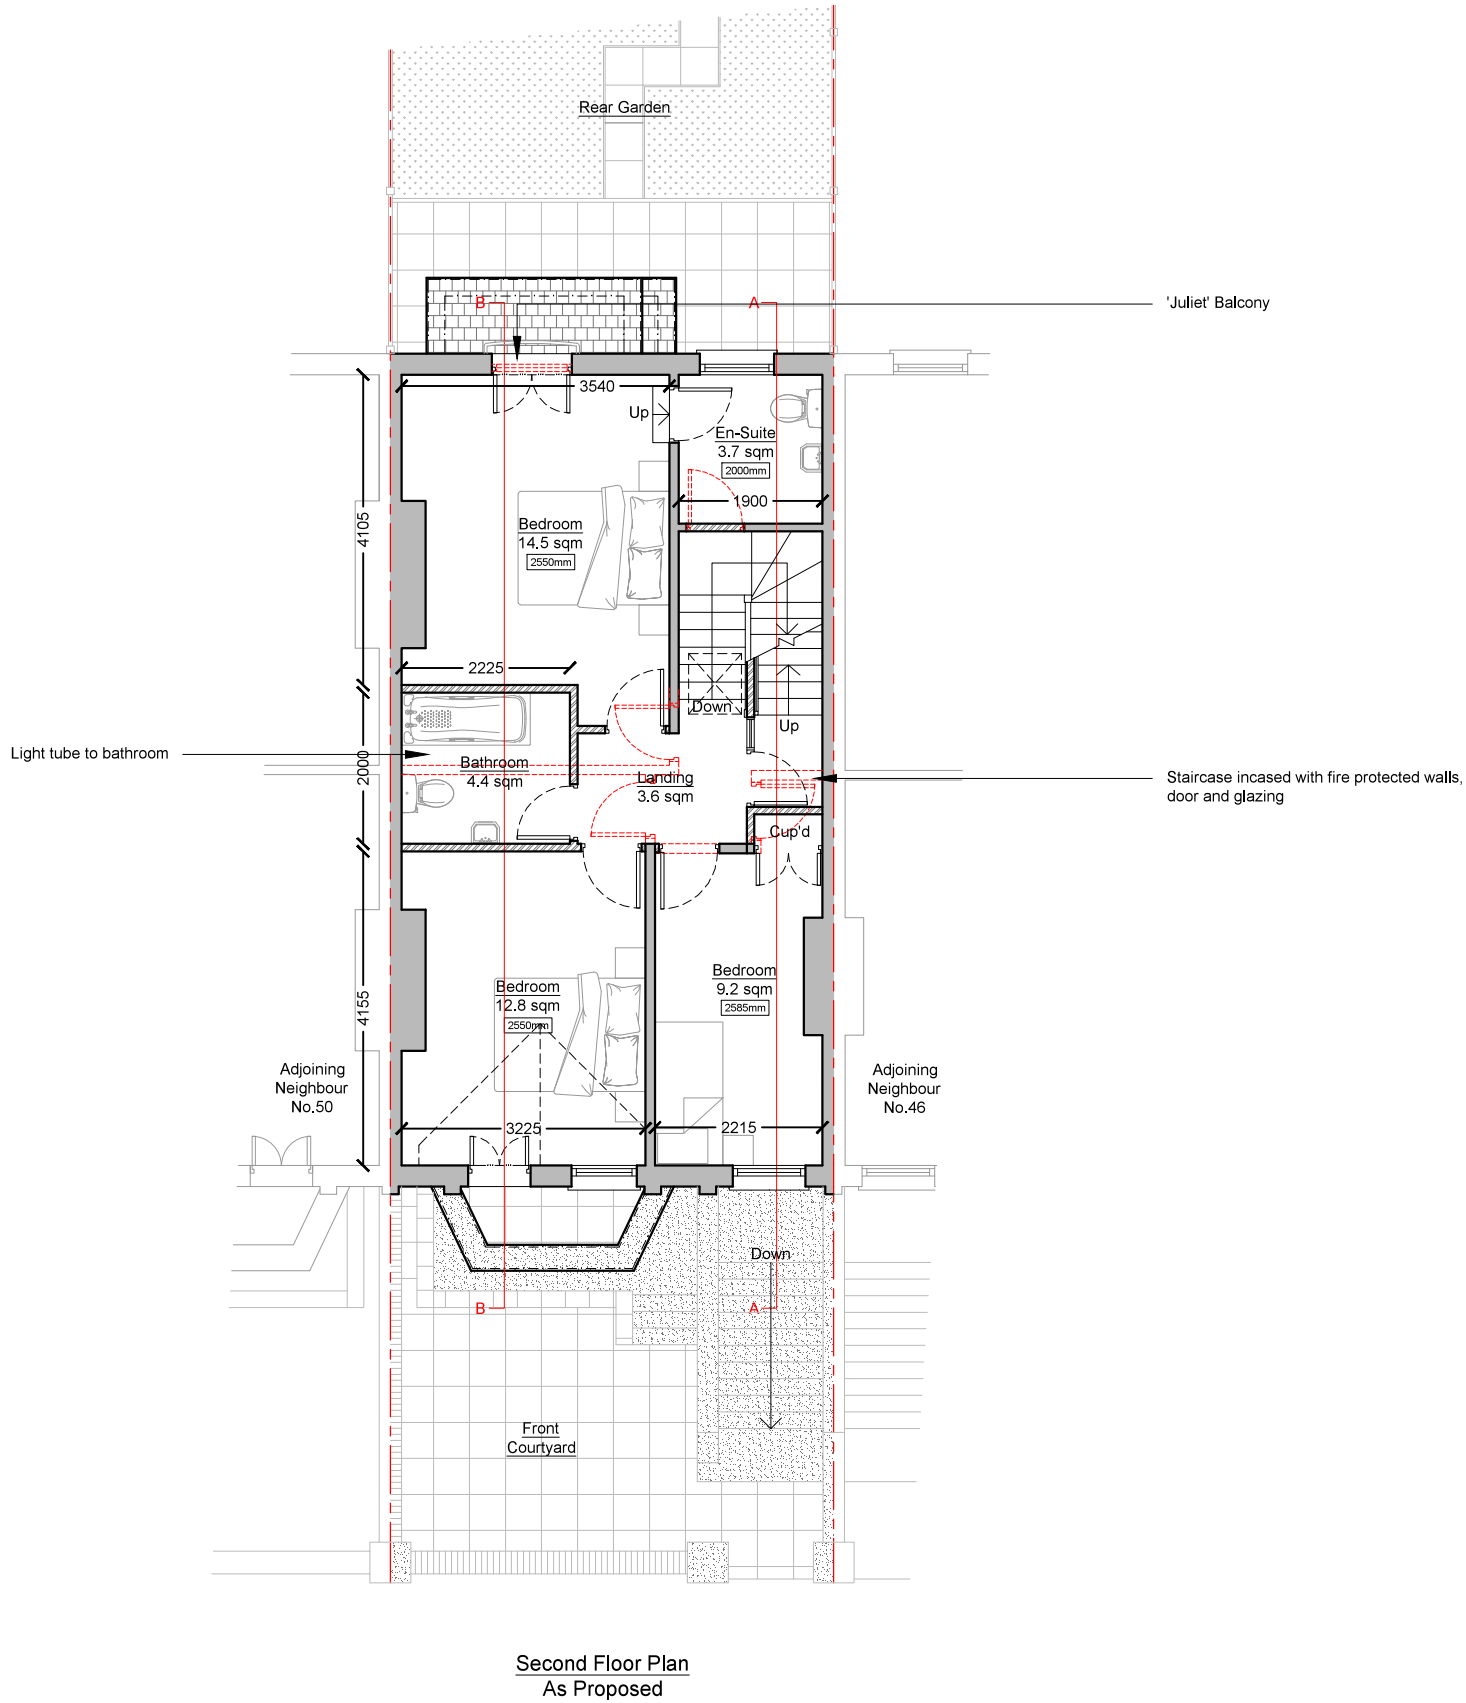 Rear Garden
B
A
'Juliet' Balcony
3540
Up
En-Suite
3.7 sqm
2000mm
1900
4105
Bedroom
14.5 sqm
2550mm
2225
Down
Up
Light tube to bathroom
2000
Bathroom
4.4 sqm
Landing
3.6 sqm
Staircase incased with fire protected walls,
door and glazing
Cup'd
Bedroom
9.2 sqm
2585mm
Bedroom
12.8 sqm
2550mm
4155
Adjoining
Neighbour
No.50
Adjoining
Neighbour
No.46
3225
2215
Down
B
A
Front
Courtyard
Second Floor Plan
As Proposed